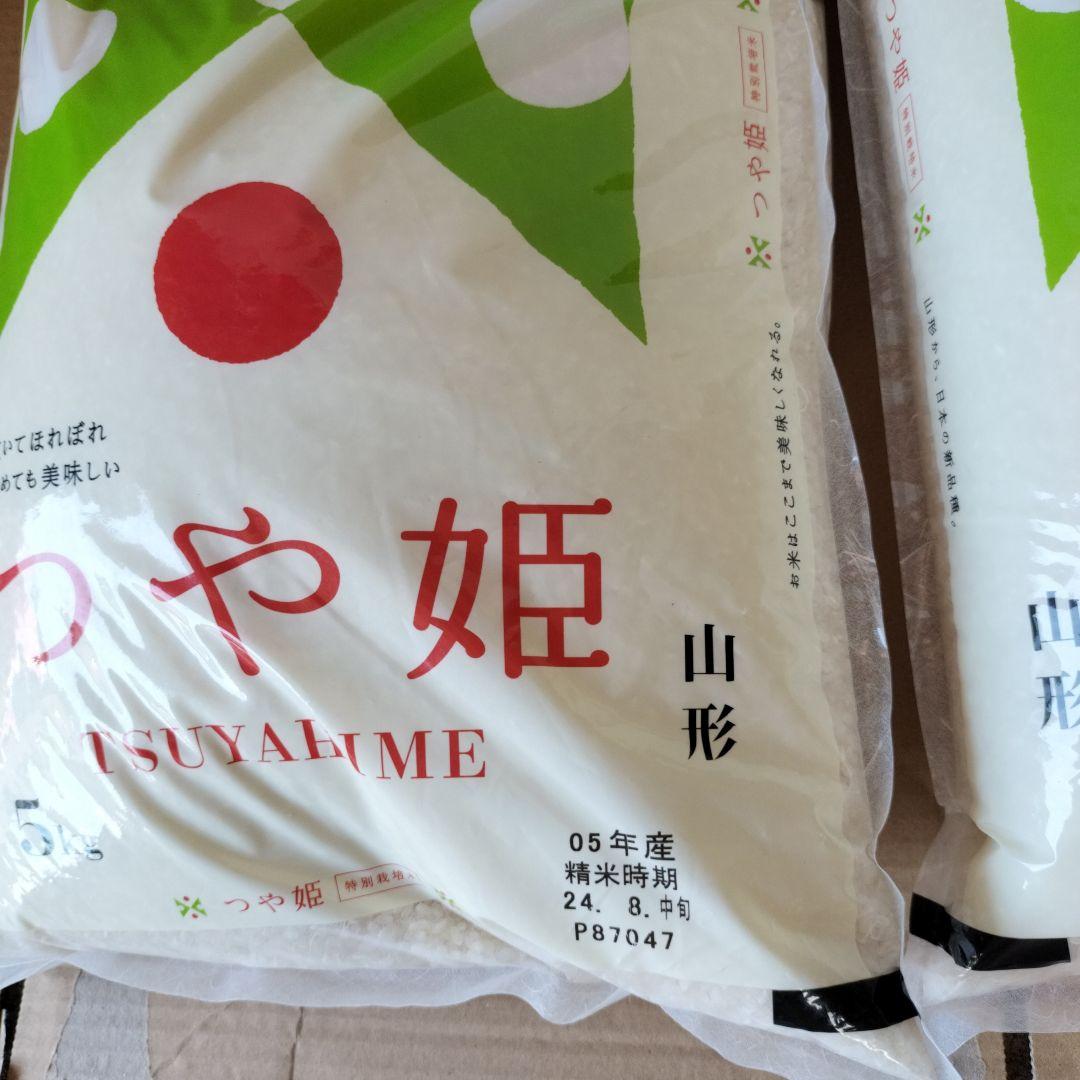 いてほれぼれ
めても美味しい
つや姫
TSUYAHIME
山形
5kg
05年産
精米時期
24. 8. 中旬
P87047
つや姫 特別栽培
お米はここまで美味しくなれる。
つや姫 特別栽培米
つや姫 特別栽培米
山形から、日本の新品種。
山形